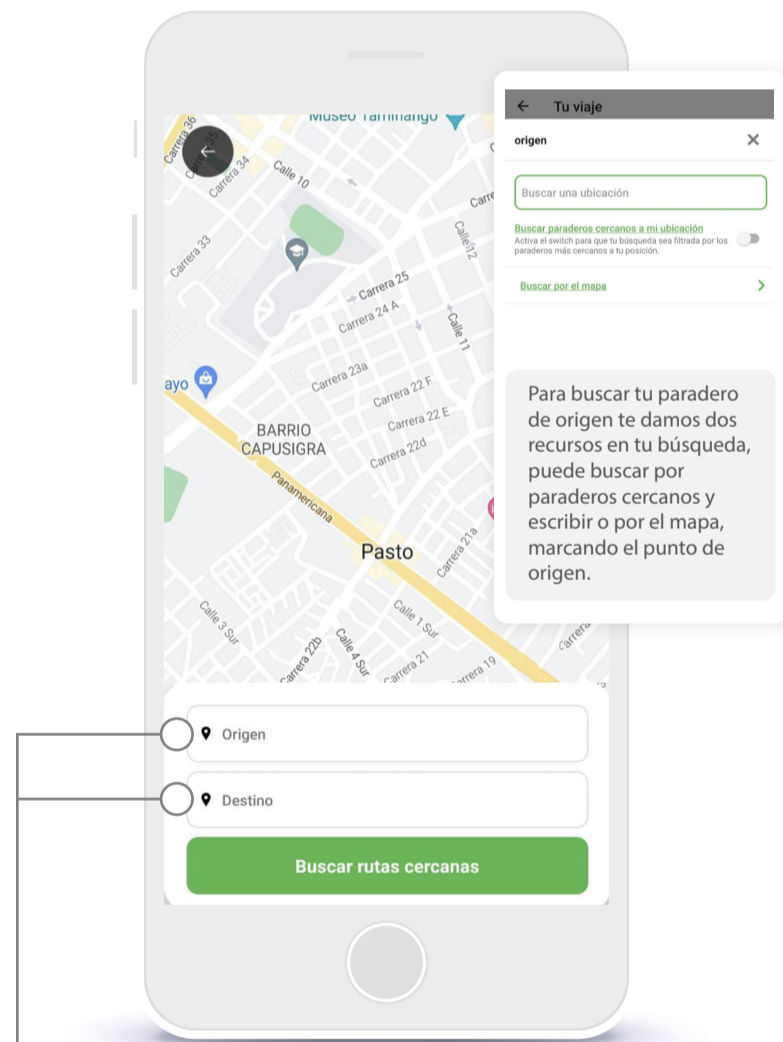 Museo Taminango
Carrera 36
Carrera 35
Carrera 34
Calle 10
Carrera 33
Calle 12
Carrera 25
Carrera 24 A
Calle 11
Carrera 23a
Carrera 22 F
ayo
Carrera 22 E
BARRIO
CAPUSIGRA
Carrera 22d
Panamericana
Pasto
Carrera 21a
Calle 3 Sur
Calle 1 Sur
Carrera 22b
Calle 4 Sur
Carrera 21
Carrera 19
Carrera
Origen
Destino
Buscar rutas cercanas
Tu viaje
origen
Buscar una ubicación
Buscar paraderos cercanos a mi ubicación
Activa el switch para que tu búsqueda sea filtrada por los
paraderos más cercanos a tu posición.
Buscar por el mapa
Para buscar tu paradero
de origen te damos dos
recursos en tu búsqueda,
puede buscar por
paraderos cercanos y
escribir o por el mapa,
marcando el punto de
origen.